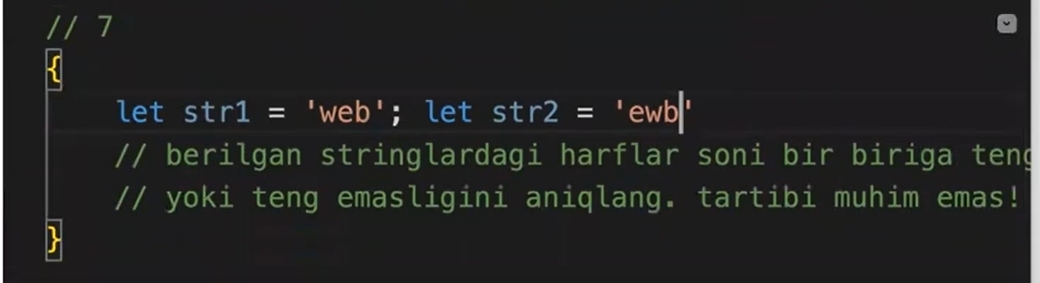 // 7
{
let str1 = 'web'; let str2 = 'ewb'
// berilgan stringlardagi harflar soni bir biriga teng
// yoki teng emasligini aniqlang. tartibi muhim emas!
}